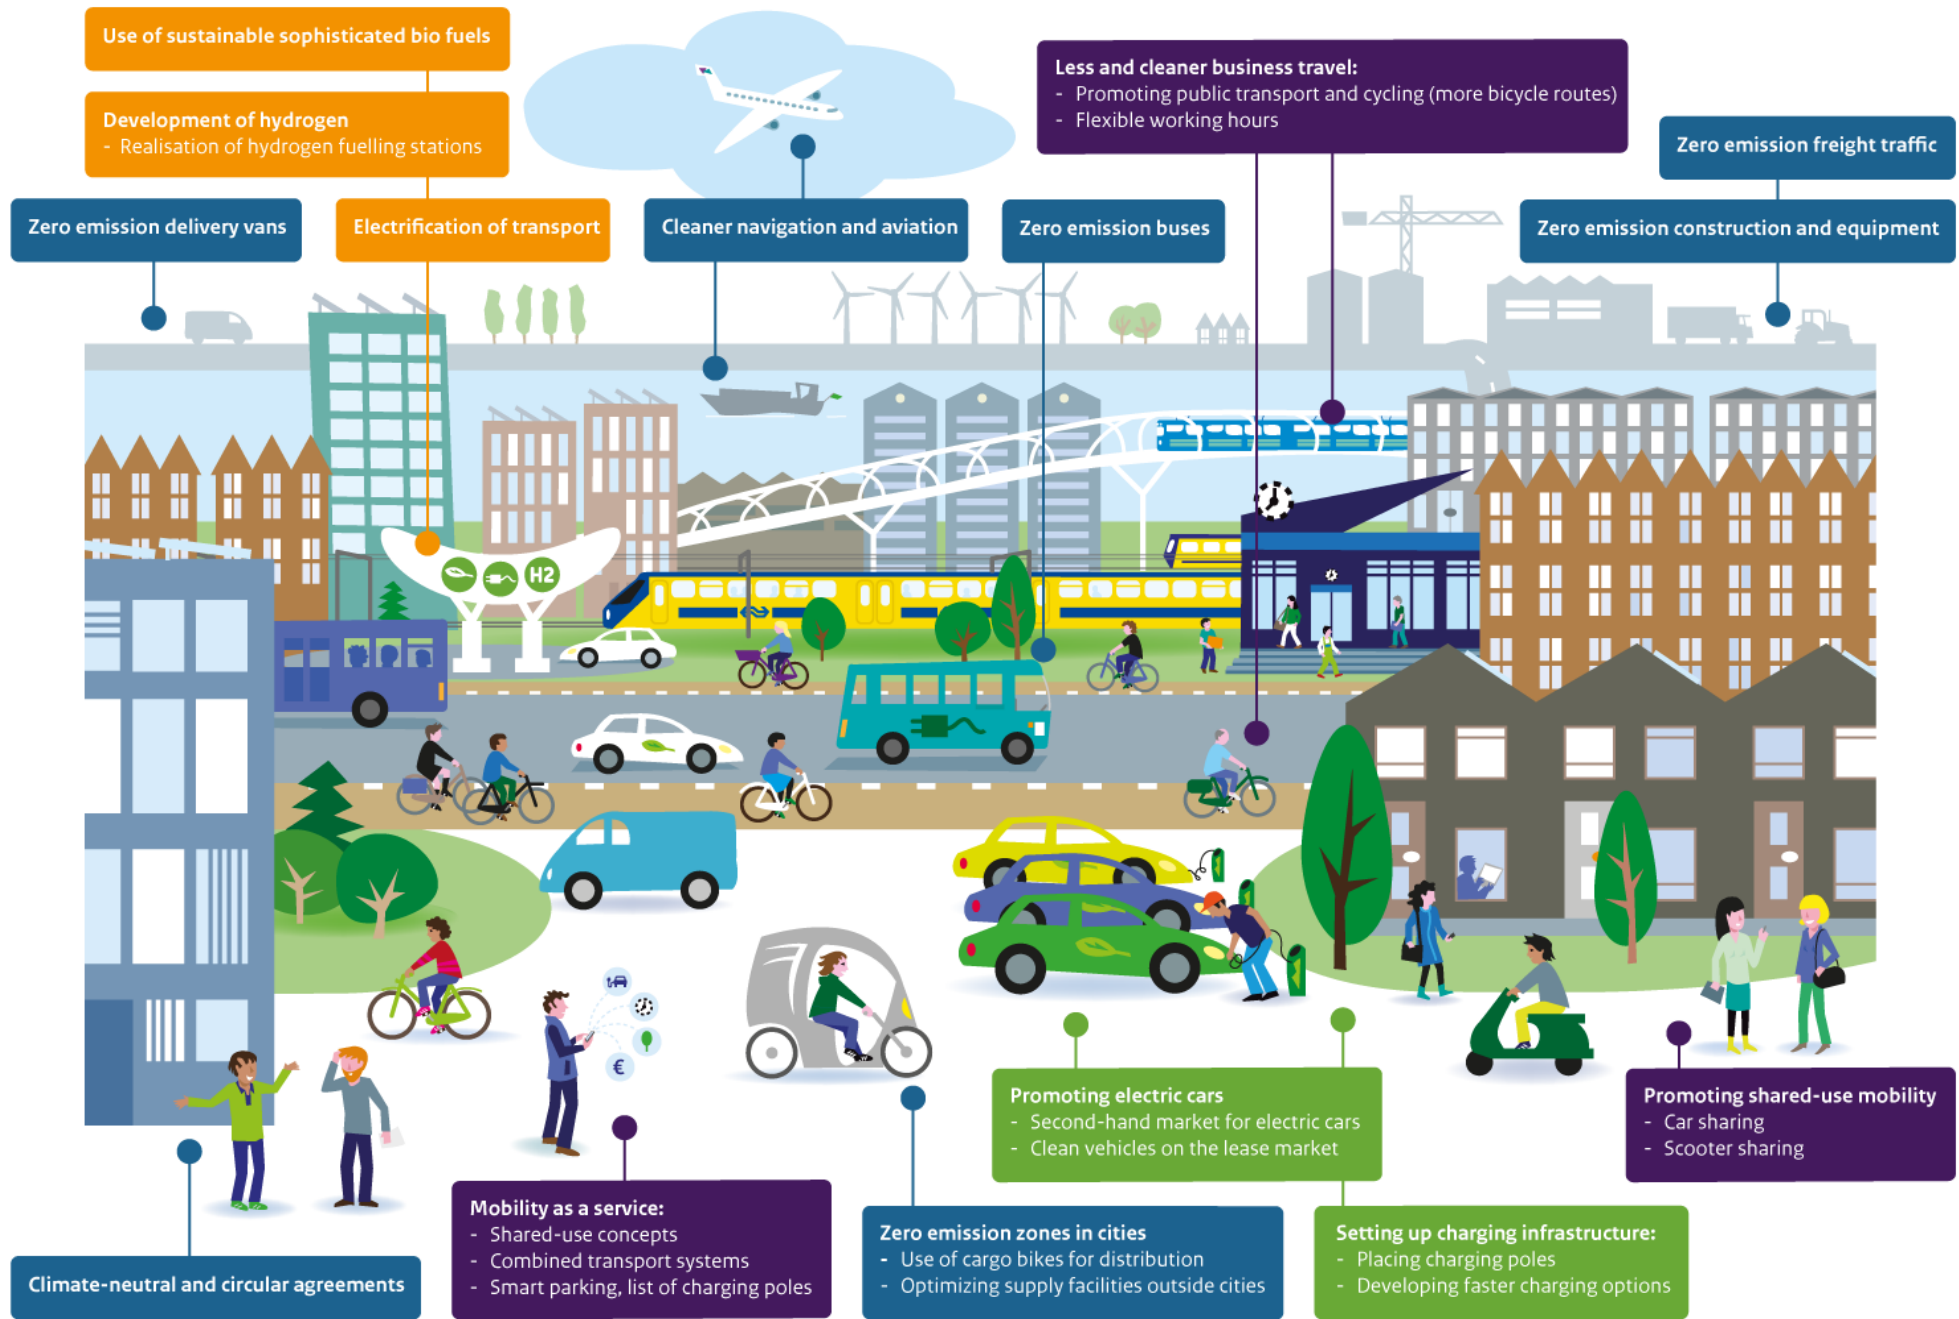 Use of sustainable sophisticated bio fuels
Development of hydrogen
- Realisation of hydrogen fuelling stations
Less and cleaner business travel:
- Promoting public transport and cycling (more bicycle routes)
- Flexible working hours
Zero emission freight traffic
Zero emission delivery vans
Electrification of transport
Cleaner navigation and aviation
Zero emission buses
Zero emission construction and equipment
H2
€
Promoting electric cars
- Second-hand market for electric cars
- Clean vehicles on the lease market
Promoting shared-use mobility
- Car sharing
- Scooter sharing
Mobility as a service:
- Shared-use concepts
- Combined transport systems
- Smart parking, list of charging poles
Zero emission zones in cities
- Use of cargo bikes for distribution
- Optimizing supply facilities outside cities
Setting up charging infrastructure:
- Placing charging poles
- Developing faster charging options
Climate-neutral and circular agreements